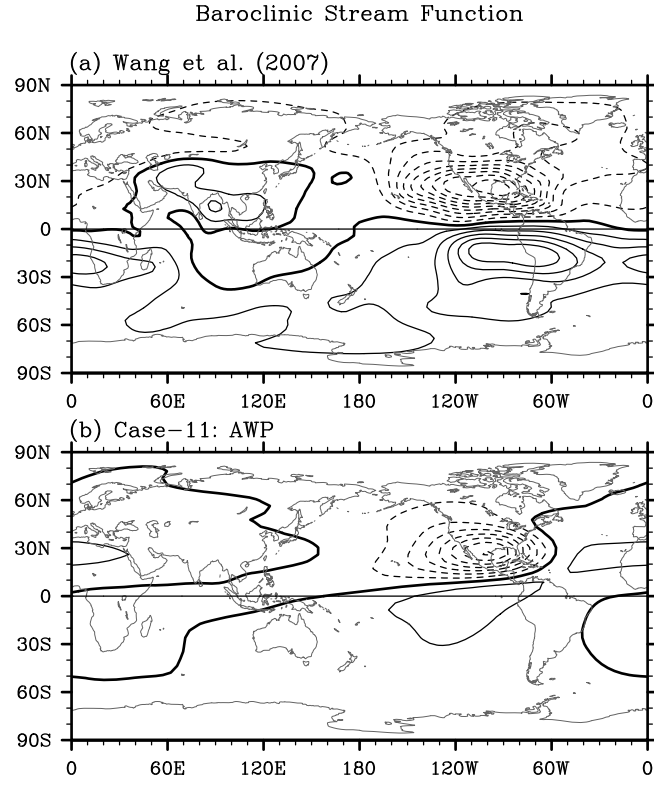 Baroclinic Stream Function
(a) Wang et al. (2007)
90N
60N
30N
0
30S
60S
90S
0 60E 120E 180 120W 60W 0
(b) Case-11: AWP
90N
60N
30N
0
30S
60S
90S
0 60E 120E 180 120W 60W 0